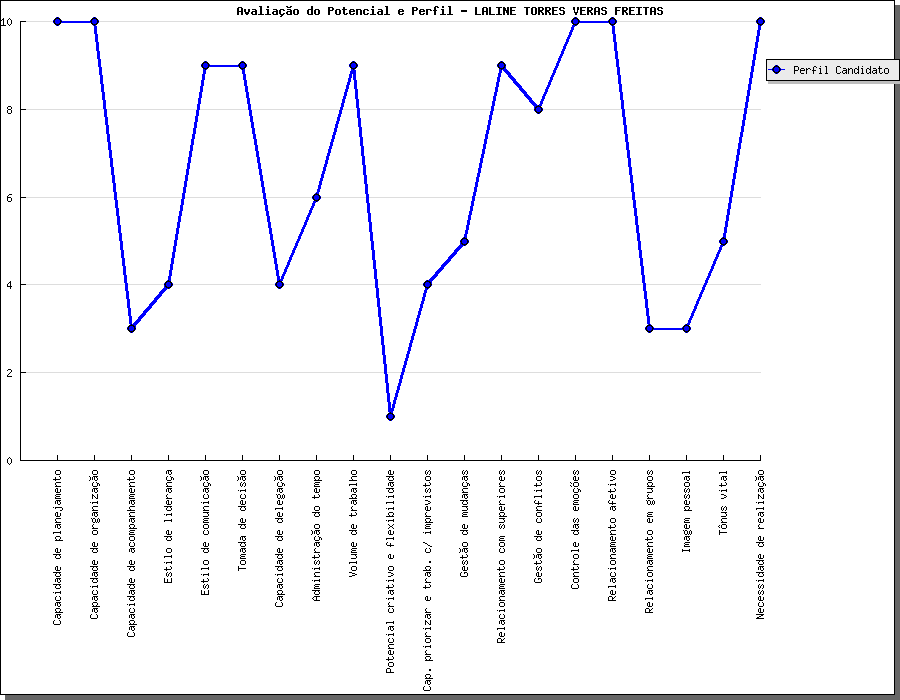 Avaliação do Potencial e Perfil - LALINE TORRES VERAS FREITAS
10
8
6
4
2
0
Perfil Candidato
Capacidade de planejamento
Capacidade de organização
Capacidade de acompanhamento
Estilo de liderança
Estilo de comunicação
Tomada de decisão
Capacidade de delegação
Administração do tempo
Volume de trabalho
Potencial criativo e flexibilidade
Cap. priorizar e trab. c/ imprevistos
Gestão de mudanças
Relacionamento com superiores
Gestão de conflitos
Controle das emoções
Relacionamento afetivo
Relacionamento em grupos
Imagem pessoal
Tônus vital
Necessidade de realização